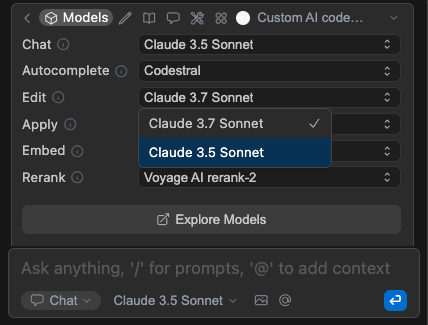 Models Custom AI code...
Chat Claude 3.5 Sonnet
Autocomplete Codestral
Edit Claude 3.7 Sonnet
Apply
Claude 3.7 Sonnet
Embed
Claude 3.5 Sonnet
Rerank Voyage AI rerank-2
Explore Models
Ask anything, '/' for prompts, '@' to add context
Chat Claude 3.5 Sonnet